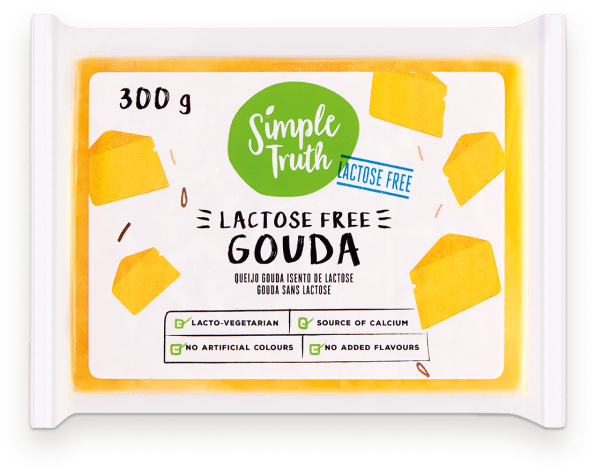 300 g
Simple
Truth
LACTOSE FREE
LACTOSE FREE
GOUDA
QUEIJO GOUDA ISENTO DE LACTOSE
GOUDA SANS LACTOSE
LACTO-VEGETARIAN
SOURCE OF CALCIUM
NO ARTIFICIAL COLOURS
NO ADDED FLAVOURS